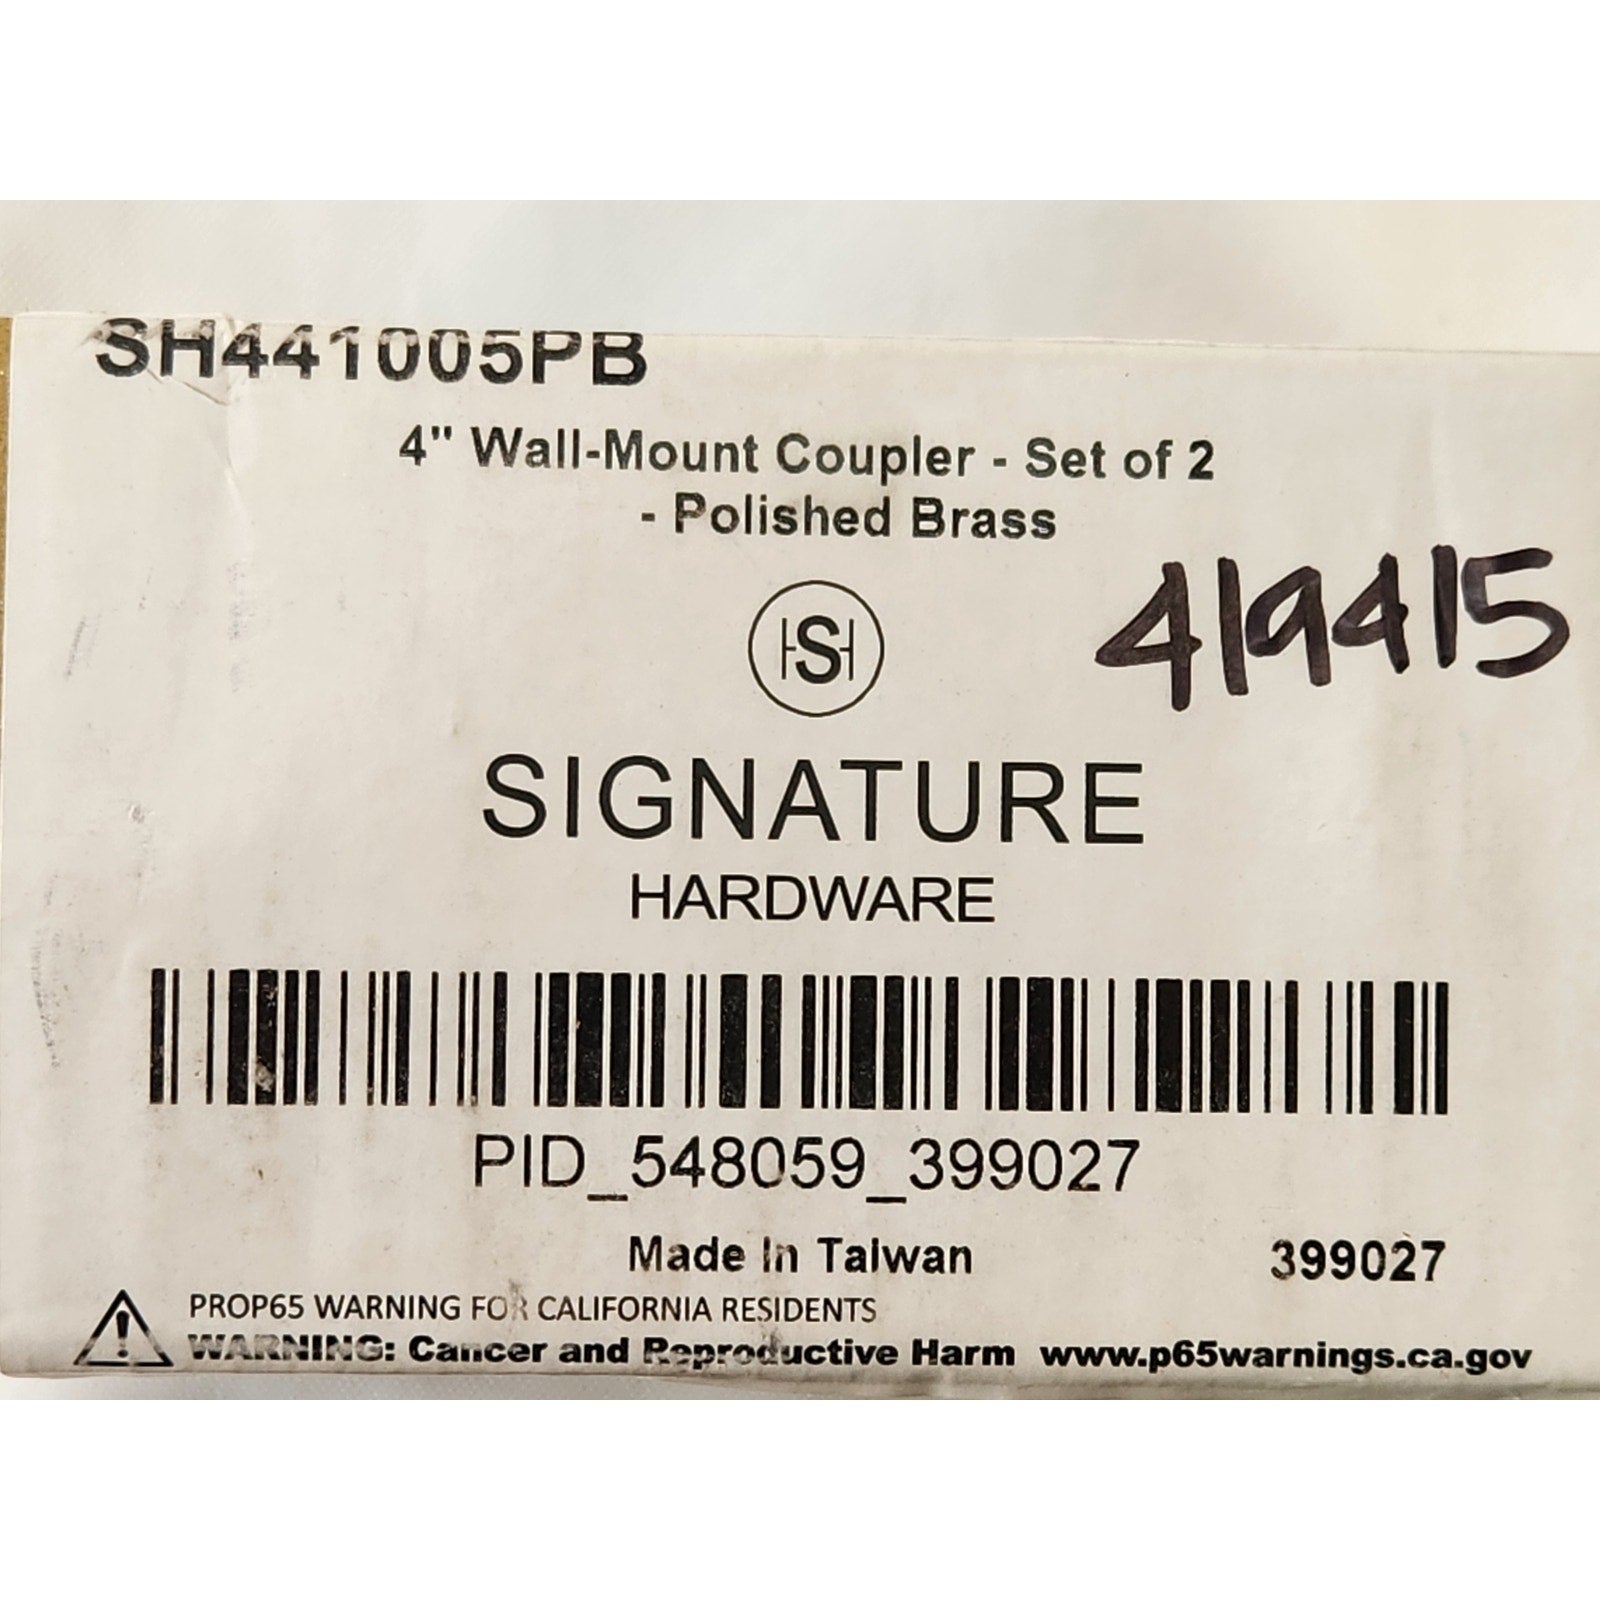 SH441005PB
4" Wall-Mount Coupler - Set of 2
- Polished Brass
419415
HSH
SIGNATURE
HARDWARE
PID_548059_399027
Made In Taiwan
399027
PROP65 WARNING FOR CALIFORNIA RESIDENTS
WARNING: Cancer and Reproductive Harm www.p65warnings.ca.gov